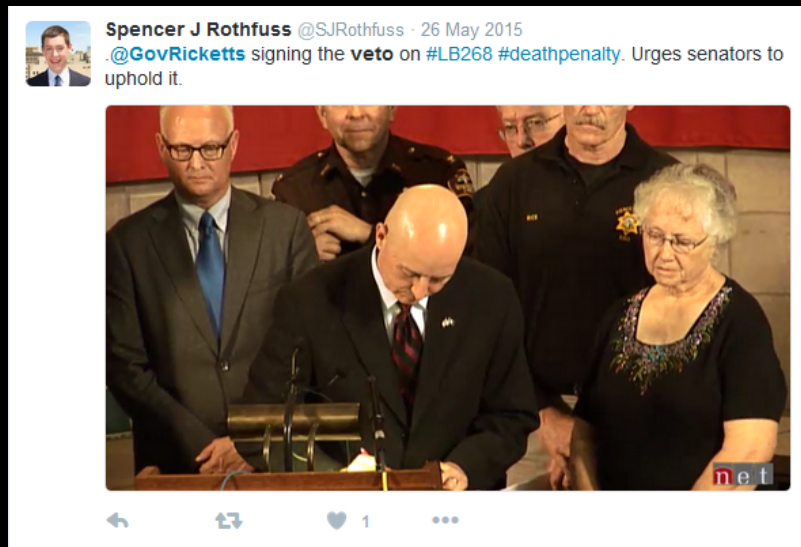 Spencer J Rothfuss @SJRothfuss · 26 May 2015
.@GovRicketts signing the veto on #LB268 #deathpenalty. Urges senators to
uphold it.
net
1